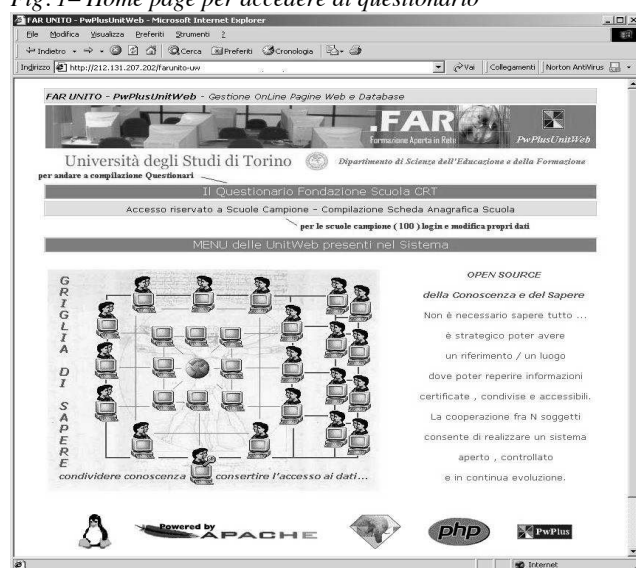 Fig. 1– Home page per accedere al questionario
FAR UNITO - PwPlusUnitWeb - Microsoft Internet Explorer
File Modifica Visualizza Preferiti Strumenti ?
Indietro Cerca Preferiti Cronologia
Indirizzo http://212.131.207.202/farunito-uw Vai Collegamenti Norton AntiVirus
FAR UNITO - PwPlusUnitWeb - Gestione OnLine Pagine Web e Database
.FAR
Formazione Aperta in Rete
PwPlusUnitWeb
Università degli Studi di Torino Dipartimento di Scienze dell'Educazione e della Formazione
per andare a compilazione Questionari
Il Questionario Fondazione Scuola CRT
Accesso riservato a Scuole Campione - Compilazione Scheda Anagrafica Scuola
per le scuole campione ( 100 ) login e modifica propri dati
MENU delle UnitWeb presenti nel Sistema
GRIGLIA DI SAPERE
condividere conoscenza consertire l'accesso ai dati...
OPEN SOURCE
della Conoscenza e del Sapere
Non è necessario sapere tutto ...
è strategico poter avere
un riferimento / un luogo
dove poter reperire informazioni
certificate , condivise e accessibili.
La cooperazione fra N soggetti
consente di realizzare un sistema
aperto , controllato
e in continua evoluzione.
Powered by
APACHE
php
PwPlus
Internet